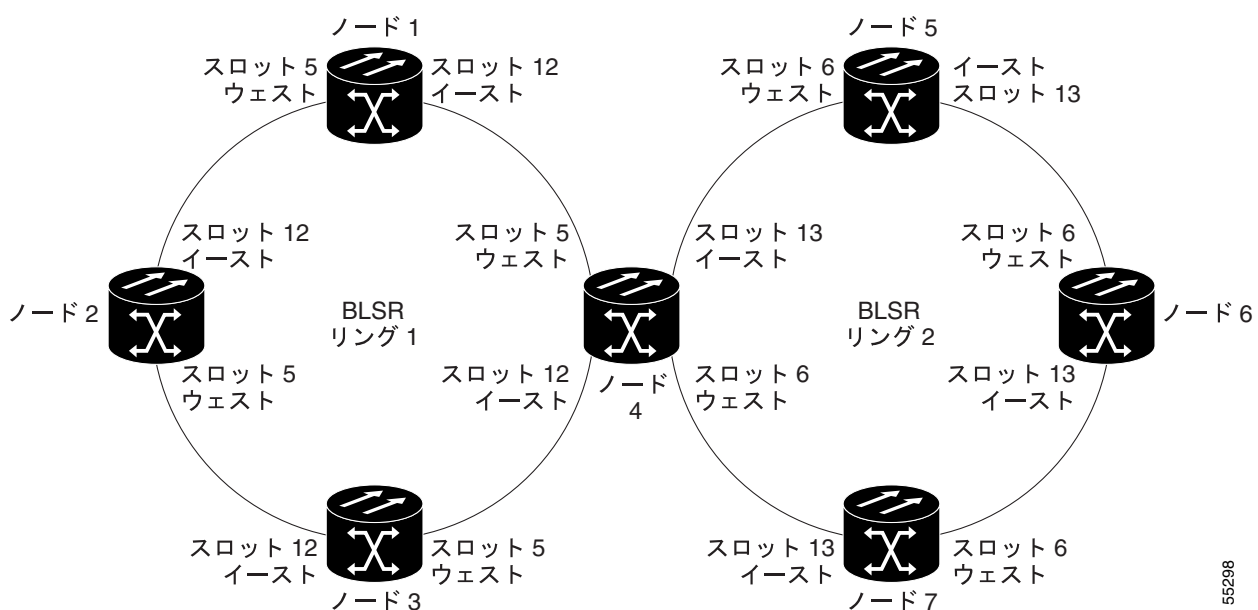 ノード 1
スロット 5
ウェスト
スロット 12
イースト
ノード 5
スロット 6
ウェスト
イースト
スロット 13
スロット 12
イースト
スロット 5
ウェスト
スロット 13
イースト
スロット 6
ウェスト
ノード 2
BLSR
リング 1
BLSR
リング 2
ノード 6
スロット 5
ウェスト
スロット 12
イースト
ノード
4
スロット 6
ウェスト
スロット 13
イースト
スロット 12
イースト
スロット 5
ウェスト
ノード 3
スロット 13
イースト
スロット 6
ウェスト
ノード 7
55298